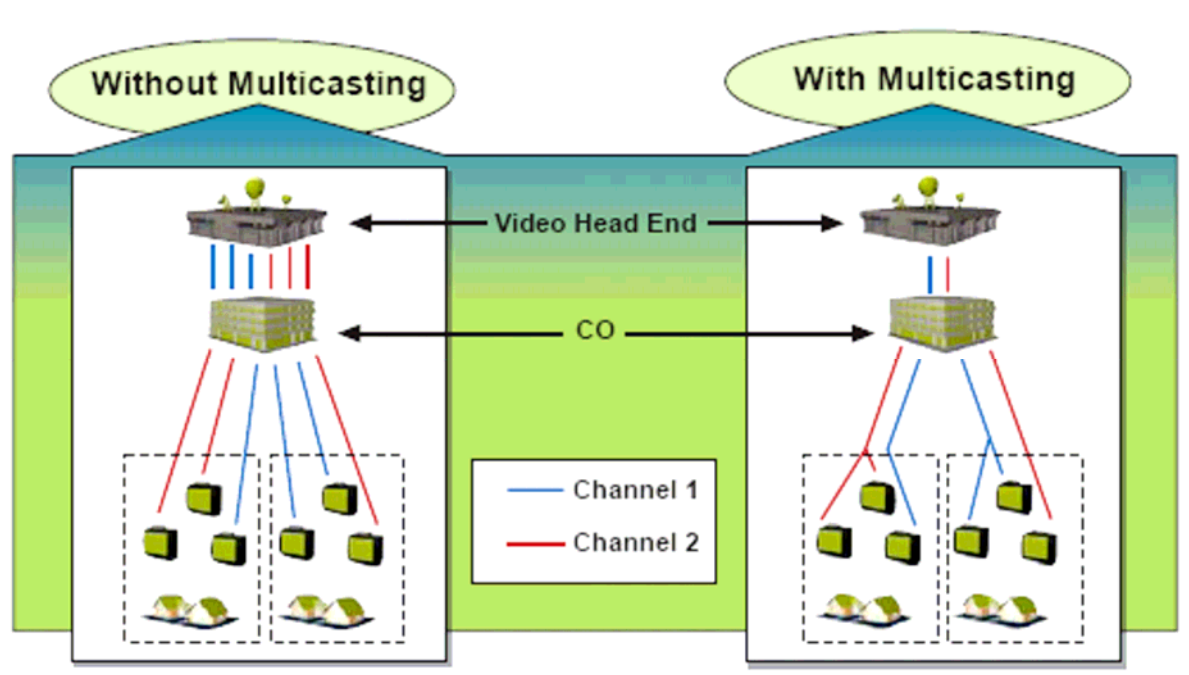 Without Multicasting
With Multicasting
Video Head End
CO
Channel 1
Channel 2